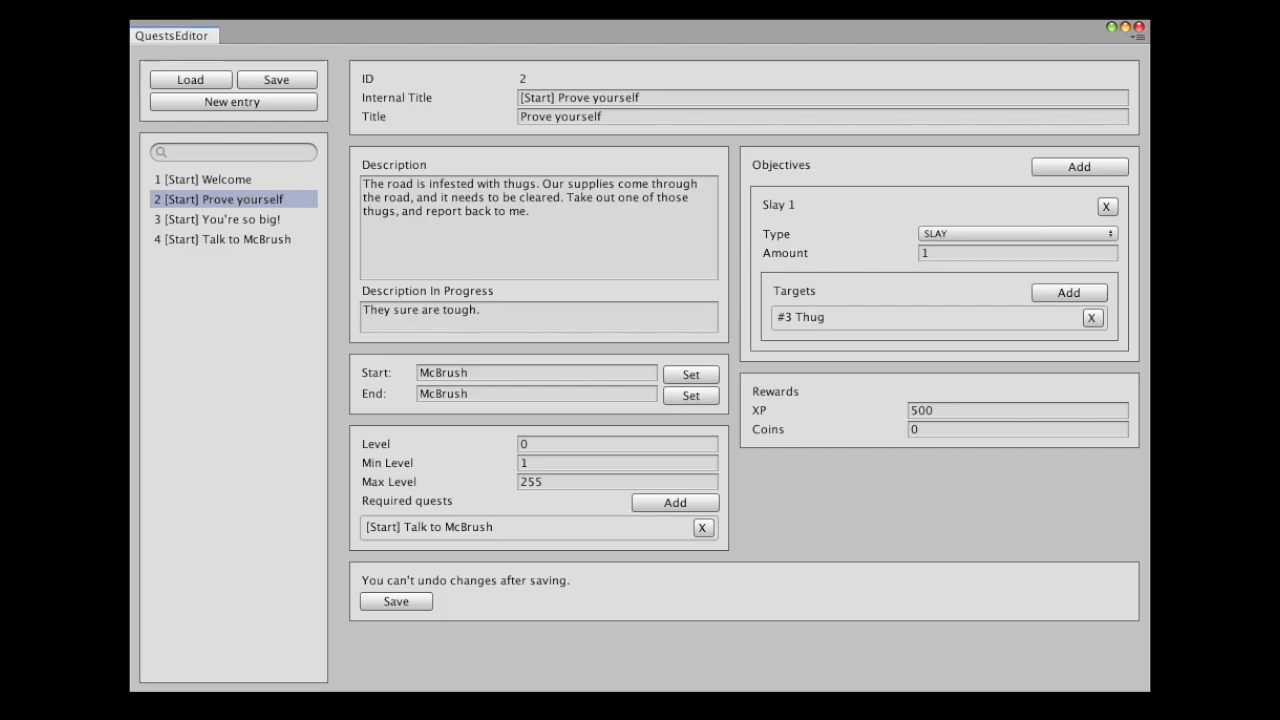 QuestsEditor
Load Save
New entry
1 [Start] Welcome
2 [Start] Prove yourself
3 [Start] You're so big!
4 [Start] Talk to McBrush
ID 2
Internal Title [Start] Prove yourself
Title Prove yourself
Description
The road is infested with thugs. Our supplies come through
the road, and it needs to be cleared. Take out one of those
thugs, and report back to me.
Description In Progress
They sure are tough.
Start: McBrush Set
End: McBrush Set
Level 0
Min Level 1
Max Level 255
Required quests Add
[Start] Talk to McBrush X
Objectives Add
Slay 1 X
Type SLAY
Amount 1
Targets Add
#3 Thug X
Rewards
XP 500
Coins 0
You can't undo changes after saving.
Save